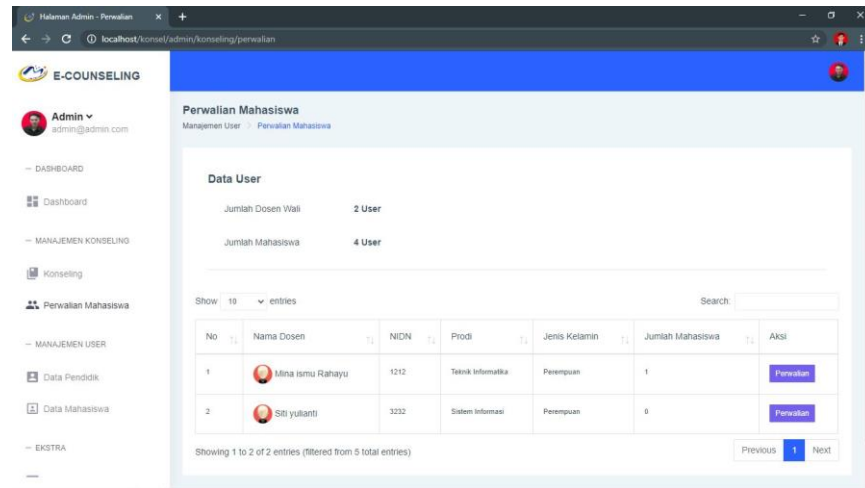 Halaman Admin - Perwalian
localhost/konsel/admin/konseling/perwalian
E-COUNSELING
Admin
admin@admin.com
DASHBOARD
Dashboard
MANAJEMEN KONSELING
Konseling
Perwalian Mahasiswa
MANAJEMEN USER
Data Pendidik
Data Mahasiswa
EKSTRA
Perwalian Mahasiswa
Manajemen User > Perwalian Mahasiswa
Data User
Jumlah Dosen Wali 2 User
Jumlah Mahasiswa 4 User
Show 10 entries Search:
No Nama Dosen NIDN Prodi Jenis Kelamin Jumlah Mahasiswa Aksi
1 Mina ismu Rahayu 1212 Teknik Informatika Perempuan 1 Perwalian
2 Siti yulianti 3232 Sistem Informasi Perempuan 0 Perwalian
Showing 1 to 2 of 2 entries (filtered from 5 total entries) Previous 1 Next